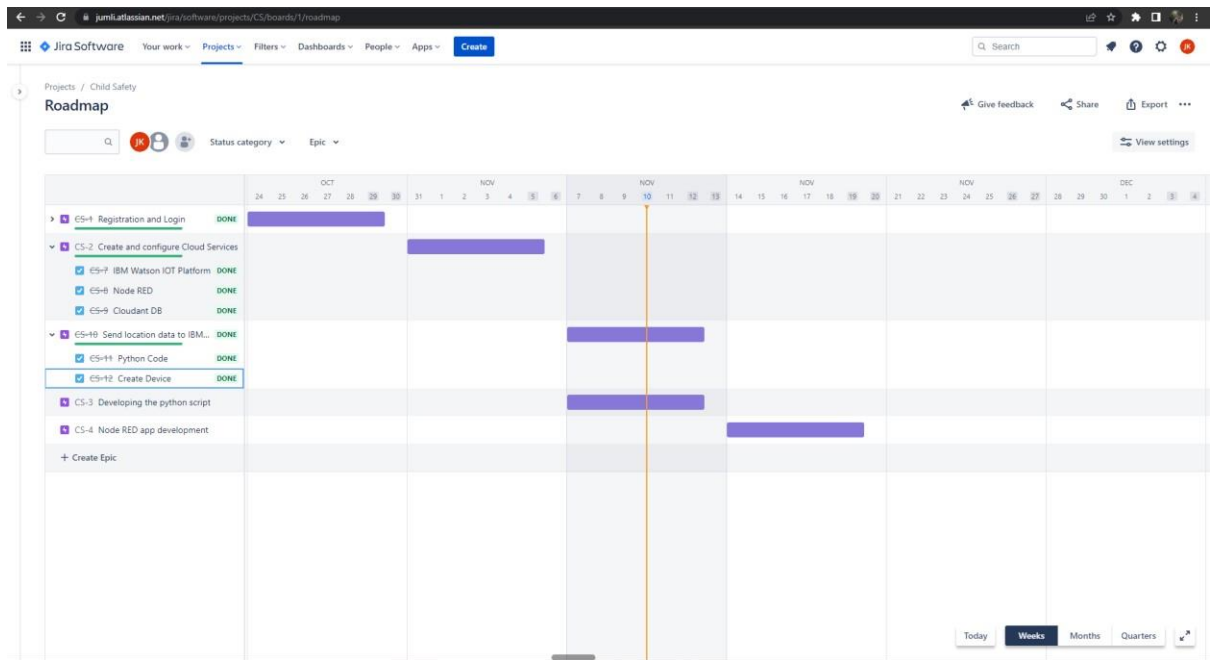 jumli.atlassian.net/jira/software/projects/CS/boards/1/roadmap
Jira Software Your work Projects Filters Dashboards People Apps Create Search JK
Projects / Child Safety
Roadmap
Give feedback Share Export
JK Status category Epic View settings
OCT NOV NOV NOV NOV DEC
24 25 26 27 28 29 30 31 1 2 3 4 5 6 7 8 9 10 11 12 13 14 15 16 17 18 19 20 21 22 23 24 25 26 27 28 29 30 1 2 3 4
CS-1 Registration and Login DONE
CS-2 Create and configure Cloud Services
CS-7 IBM Watson IOT Platform DONE
CS-8 Node RED DONE
CS-9 Cloudant DB DONE
CS-10 Send location data to IBM... DONE
CS-11 Python Code DONE
CS-12 Create Device DONE
CS-3 Developing the python script
CS-4 Node RED app development
+ Create Epic
Today Weeks Months Quarters